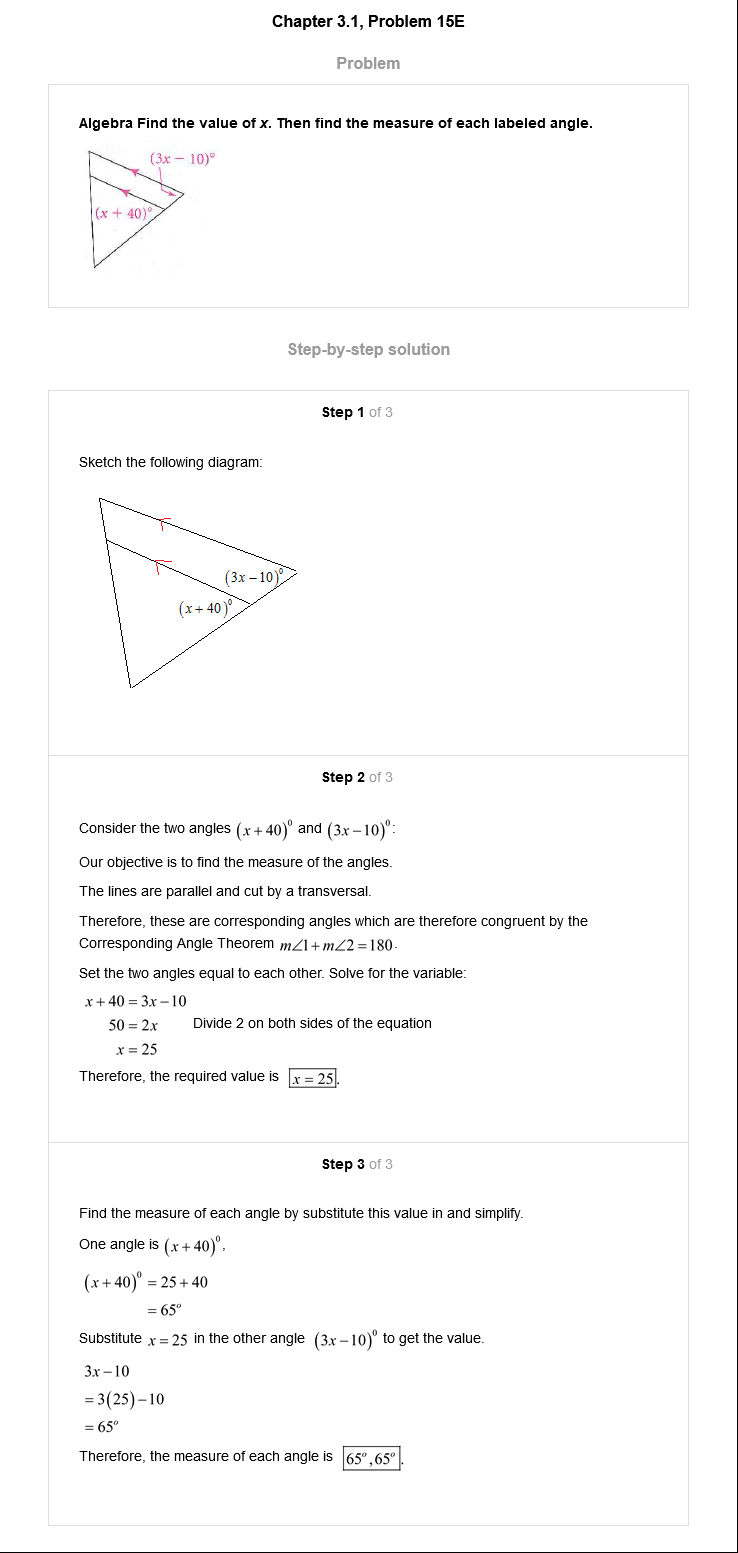 Chapter 3.1, Problem 15E
Problem
Algebra Find the value of x. Then find the measure of each labeled angle.
(3x − 10)°
(x + 40)°
Step-by-step solution
Step 1 of 3
Sketch the following diagram:
(3x − 10)⁰
(x + 40)⁰
Step 2 of 3
Consider the two angles (x + 40)⁰ and (3x − 10)⁰:
Our objective is to find the measure of the angles.
The lines are parallel and cut by a transversal.
Therefore, these are corresponding angles which are therefore congruent by the
Corresponding Angle Theorem m∠1 + m∠2 = 180.
Set the two angles equal to each other. Solve for the variable:
x + 40 = 3x − 10
50 = 2x Divide 2 on both sides of the equation
x = 25
Therefore, the required value is x = 25.
Step 3 of 3
Find the measure of each angle by substitute this value in and simplify.
One angle is (x + 40)⁰,
(x + 40)⁰ = 25 + 40
= 65°
Substitute x = 25 in the other angle (3x − 10)⁰ to get the value.
3x − 10
= 3(25) − 10
= 65°
Therefore, the measure of each angle is 65°, 65°.